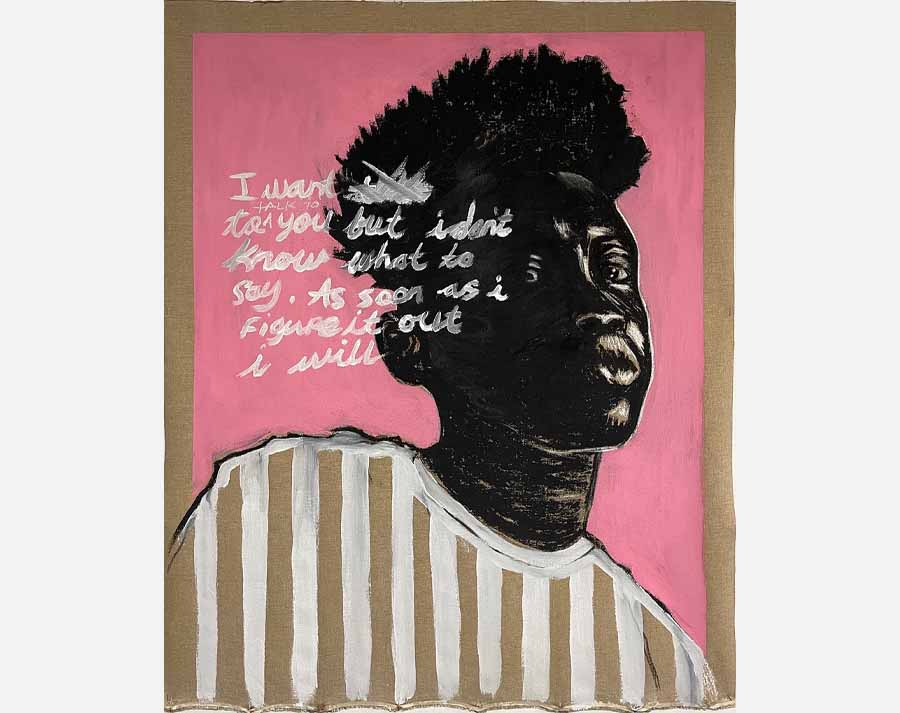 I want
TALK TO
to you but i don't
know what to
say. As soon as i
Figure it out
i will